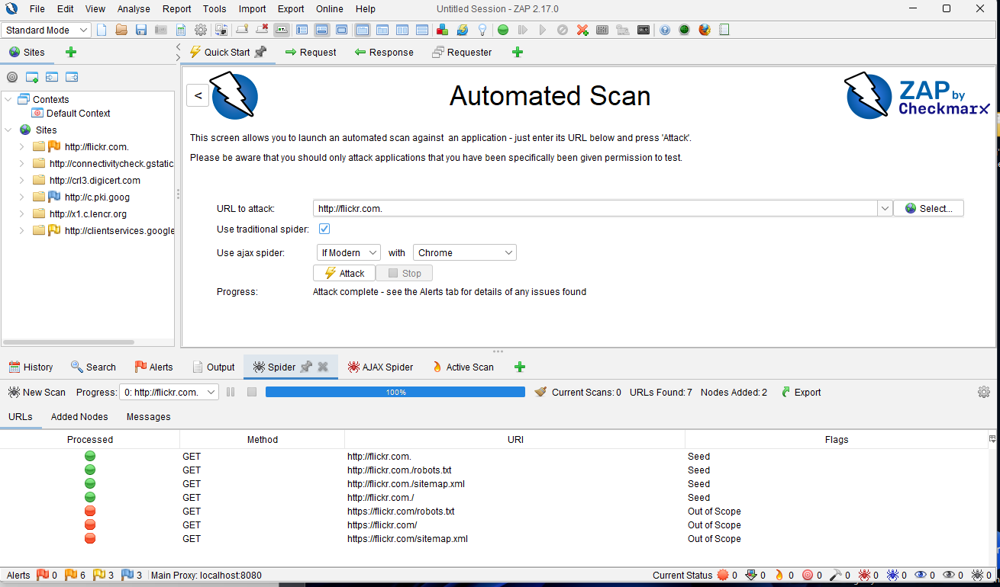 File Edit View Analyse Report Tools Import Export Online Help Untitled Session - ZAP 2.17.0
Standard Mode
Sites Quick Start Request Response Requester
< Automated Scan ZAP by Checkmarx
Contexts
Default Context
Sites
http://flickr.com.
http://connectivitycheck.gstatic
http://crl3.digicert.com
http://c.pki.goog
http://x1.c.lencr.org
http://clientservices.google
This screen allows you to launch an automated scan against an application - just enter its URL below and press 'Attack'.
Please be aware that you should only attack applications that you have been specifically been given permission to test.
URL to attack: http://flickr.com. Select...
Use traditional spider:
Use ajax spider: If Modern with Chrome
Attack Stop
Progress: Attack complete - see the Alerts tab for details of any issues found
History Search Alerts Output Spider AJAX Spider Active Scan
New Scan Progress: 0: http://flickr.com. 100% Current Scans: 0 URLs Found: 7 Nodes Added: 2 Export
URLs Added Nodes Messages
Processed Method URI Flags
GET http://flickr.com. Seed
GET http://flickr.com./robots.txt Seed
GET http://flickr.com./sitemap.xml Seed
GET http://flickr.com./ Seed
GET https://flickr.com/robots.txt Out of Scope
GET https://flickr.com/ Out of Scope
GET https://flickr.com/sitemap.xml Out of Scope
Alerts 0 6 3 3 Main Proxy: localhost:8080 Current Status 0 0 0 0 0 0 0 0 0 0